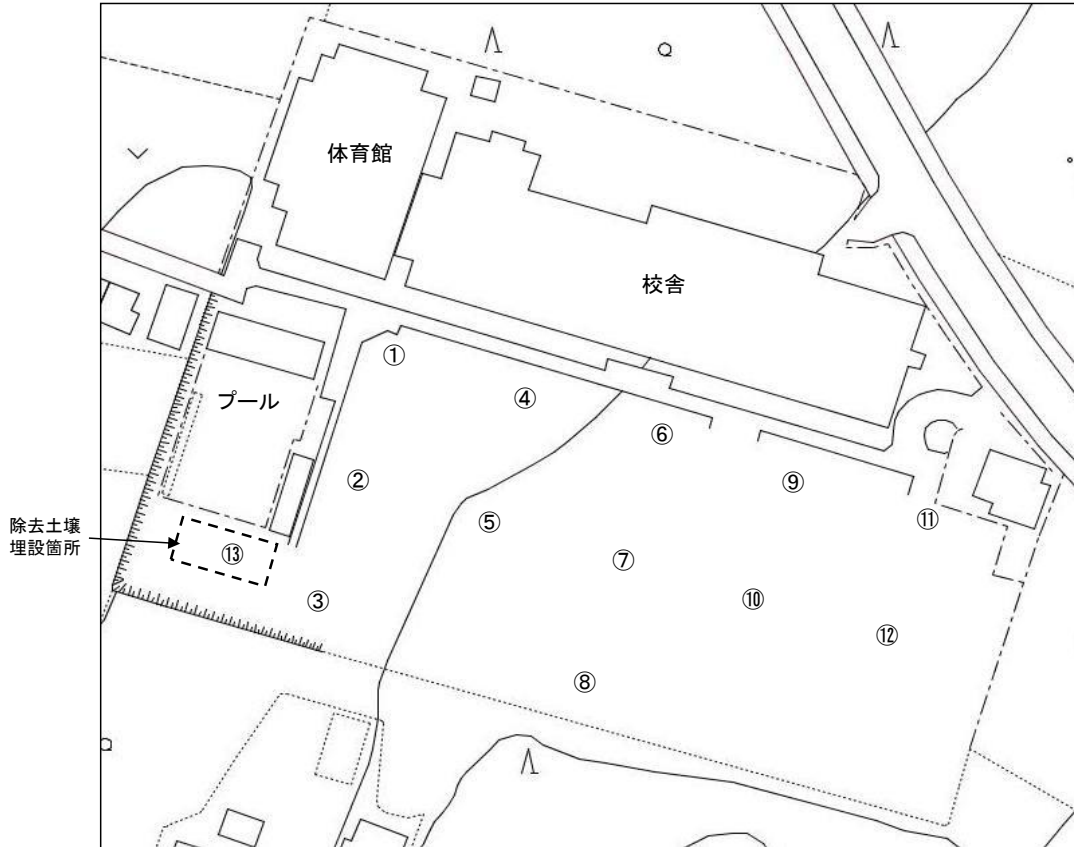 体育館
校舎
①
プール
④
⑥
②
⑨
⑤
⑪
除去土壌
埋設箇所
⑬
⑦
③
⑩
⑫
⑧